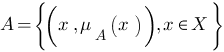 A={(x, μ_A(x)), x∈X}